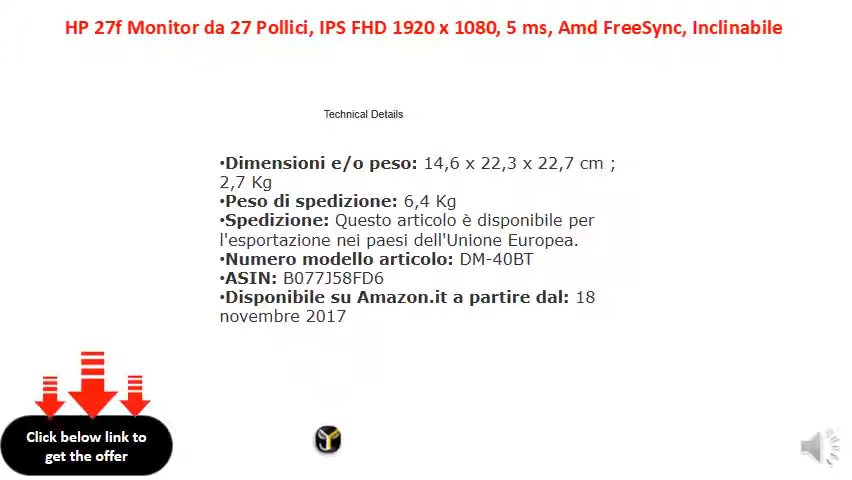 HP 27f Monitor da 27 Pollici, IPS FHD 1920 x 1080, 5 ms, Amd FreeSync, Inclinabile
Technical Details
•Dimensioni e/o peso: 14,6 x 22,3 x 22,7 cm ;
2,7 Kg
•Peso di spedizione: 6,4 Kg
•Spedizione: Questo articolo è disponibile per
l'esportazione nei paesi dell'Unione Europea.
•Numero modello articolo: DM-40BT
•ASIN: B077J58FD6
•Disponibile su Amazon.it a partire dal: 18
novembre 2017
Click below link to
get the offer